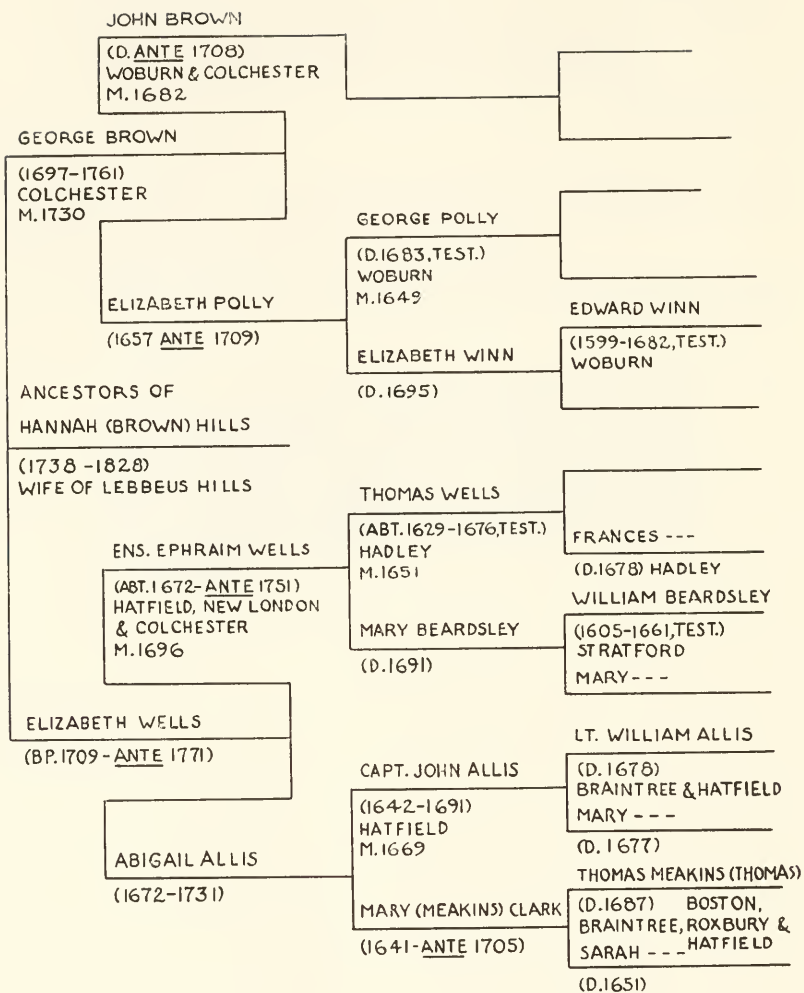 JOHN BROWN
(D. ANTE 1708)
WOBURN & COLCHESTER
M. 1682
GEORGE BROWN
(1697-1761)
COLCHESTER
M. 1730
GEORGE POLLY
(D. 1683, TEST.)
WOBURN
M. 1649
ELIZABETH POLLY
(1657 ANTE 1709)
EDWARD WINN
(1599-1682, TEST.)
WOBURN
ELIZABETH WINN
(D. 1695)
ANCESTORS OF
HANNAH (BROWN) HILLS
(1738-1828)
WIFE OF LEBBEUS HILLS
THOMAS WELLS
(ABT. 1629-1676, TEST.)
HADLEY
M. 1651
FRANCES ---
(D. 1678) HADLEY
ENS. EPHRAIM WELLS
(ABT. 1672-ANTE 1751)
HATFIELD, NEW LONDON
& COLCHESTER
M. 1696
WILLIAM BEARDSLEY
(1605-1661, TEST.)
STRATFORD
MARY ---
MARY BEARDSLEY
(D. 1691)
ELIZABETH WELLS
(BP. 1709-ANTE 1771)
LT. WILLIAM ALLIS
(D. 1678)
BRAINTREE & HATFIELD
MARY ---
(D. 1677)
CAPT. JOHN ALLIS
(1642-1691)
HATFIELD
M. 1669
ABIGAIL ALLIS
(1672-1731)
THOMAS MEAKINS (THOMAS)
(D. 1687) BOSTON,
BRAINTREE, ROXBURY &
SARAH --- HATFIELD
(D. 1651)
MARY (MEAKINS) CLARK
(1641-ANTE 1705)